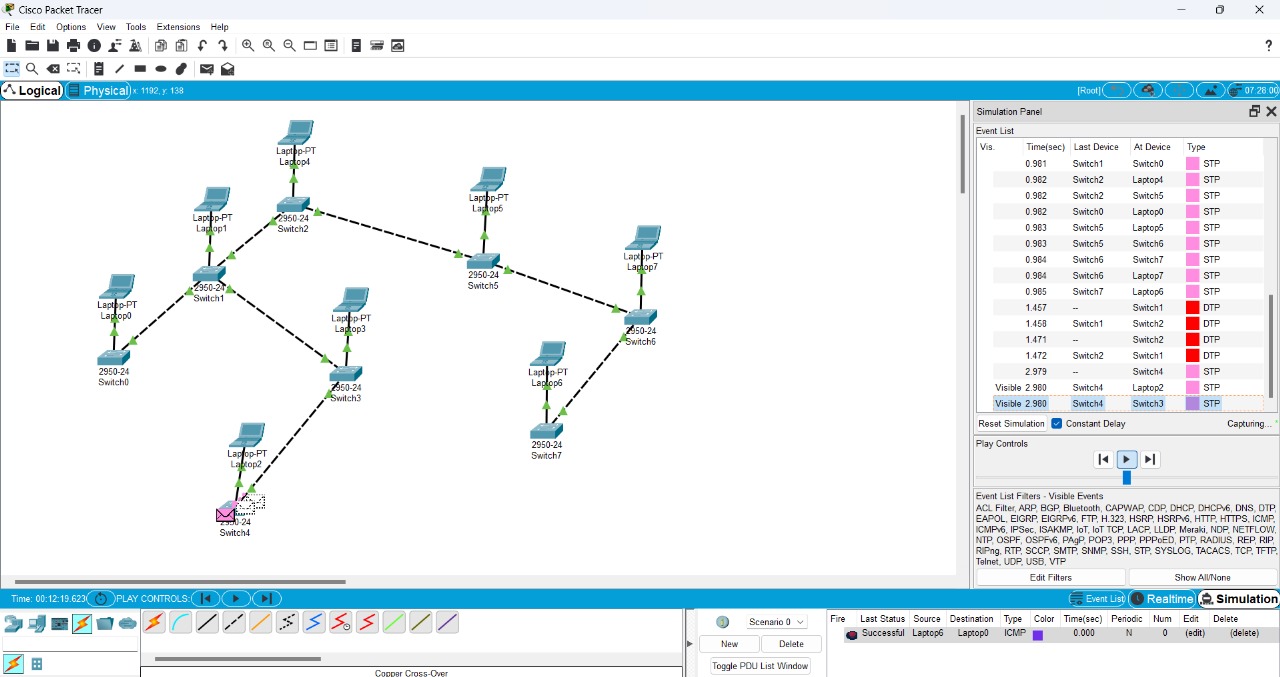 Cisco Packet Tracer
File Edit Options View Tools Extensions Help
?
Logical Physical x: 1192, y: 138 [Root] 07:28:00
Laptop-PT
Laptop4
2950-24
Switch2
Laptop-PT
Laptop1
2950-24
Switch1
Laptop-PT
Laptop0
2950-24
Switch0
Laptop-PT
Laptop3
2950-24
Switch3
Laptop-PT
Laptop2
2950-24
Switch4
Laptop-PT
Laptop5
2950-24
Switch5
Laptop-PT
Laptop7
2950-24
Switch6
Laptop-PT
Laptop6
2950-24
Switch7
Simulation Panel
Event List
Vis. Time(sec) Last Device At Device Type
0.981 Switch1 Switch0 STP
0.982 Switch2 Laptop4 STP
0.982 Switch2 Switch5 STP
0.982 Switch0 Laptop0 STP
0.983 Switch5 Laptop5 STP
0.983 Switch5 Switch6 STP
0.984 Switch6 Switch7 STP
0.984 Switch6 Laptop7 STP
0.985 Switch7 Laptop6 STP
1.457 -- Switch1 DTP
1.458 Switch1 Switch2 DTP
1.471 -- Switch2 DTP
1.472 Switch2 Switch1 DTP
2.979 -- Switch4 STP
Visible 2.980 Switch4 Laptop2 STP
Visible 2.980 Switch4 Switch3 STP
Reset Simulation Constant Delay Capturing...
Play Controls
Event List Filters - Visible Events
ACL Filter, ARP, BGP, Bluetooth, CAPWAP, CDP, DHCP, DHCPv6, DNS, DTP,
EAPOL, EIGRP, EIGRPv6, FTP, H.323, HSRP, HSRPv6, HTTP, HTTPS, ICMP,
ICMPv6, IPSec, ISAKMP, IoT, IoT TCP, LACP, LLDP, Meraki, NDP, NETFLOW,
NTP, OSPF, OSPFv6, PAgP, POP3, PPP, PPPoED, PTP, RADIUS, REP, RIP,
RIPng, RTP, SCCP, SMTP, SNMP, SSH, STP, SYSLOG, TACACS, TCP, TFTP,
Telnet, UDP, USB, VTP
Edit Filters Show All/None
Time: 00:12:19.623 PLAY CONTROLS: Event List Realtime Simulation
Copper Cross-Over
Scenario 0
New Delete
Toggle PDU List Window
Fire Last Status Source Destination Type Color Time(sec) Periodic Num Edit Delete
Successful Laptop6 Laptop0 ICMP 0.000 N 0 (edit) (delete)